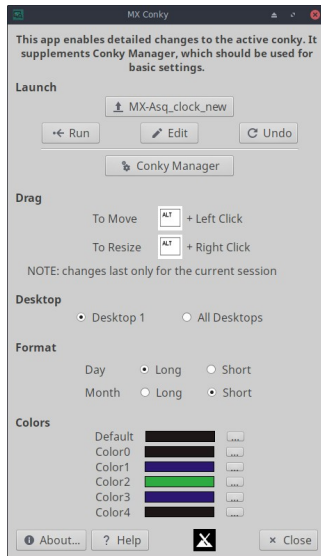 MX Conky
This app enables detailed changes to the active conky. It
supplements Conky Manager, which should be used for
basic settings.
Launch
MX-Asq_clock_new
Run Edit Undo
Conky Manager
Drag
To Move ALT + Left Click
To Resize ALT + Right Click
NOTE: changes last only for the current session
Desktop
Desktop 1 All Desktops
Format
Day Long Short
Month Long Short
Colors
Default ...
Color0 ...
Color1 ...
Color2 ...
Color3 ...
Color4 ...
About... ? Help × Close